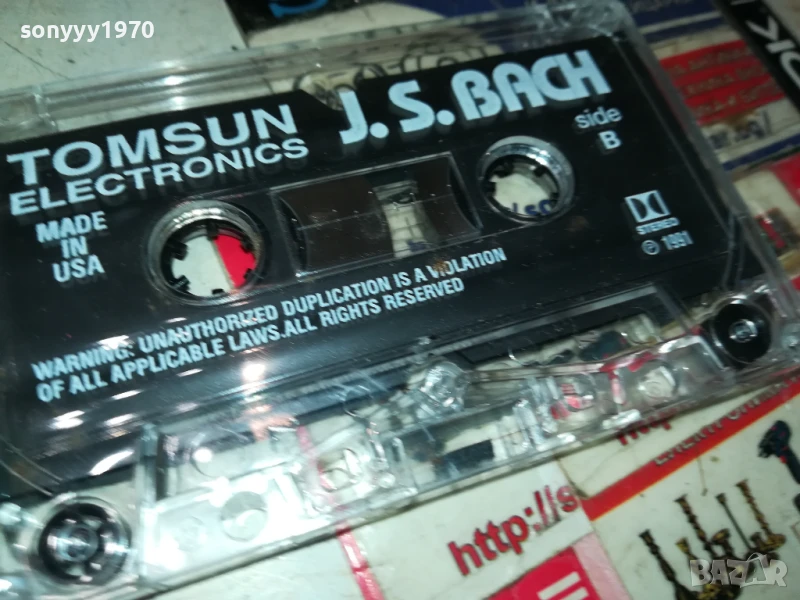 sonyyy1970
TOMSUN
ELECTRONICS
J. S. BACH
side
B
MADE
IN
USA
STEREO
℗ 1991
WARNING: UNAUTHORIZED DUPLICATION IS A VIOLATION
OF ALL APPLICABLE LAWS.ALL RIGHTS RESERVED
http://s
BAZAR